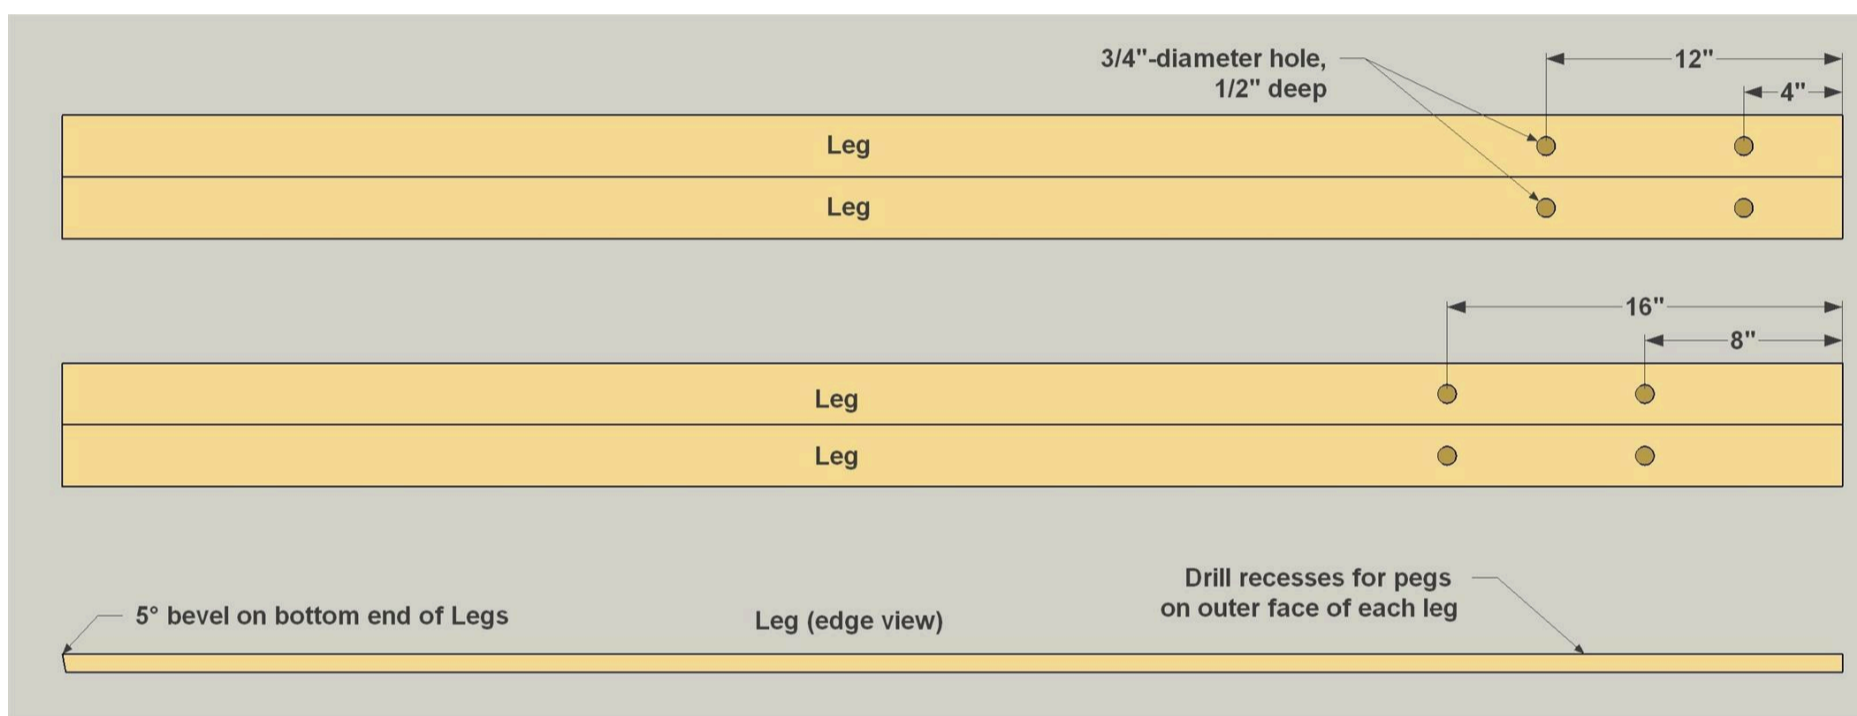 3/4"-diameter hole,
1/2" deep
12"
4"
Leg
Leg
16"
8"
Leg
Leg
5° bevel on bottom end of Legs
Leg (edge view)
Drill recesses for pegs
on outer face of each leg